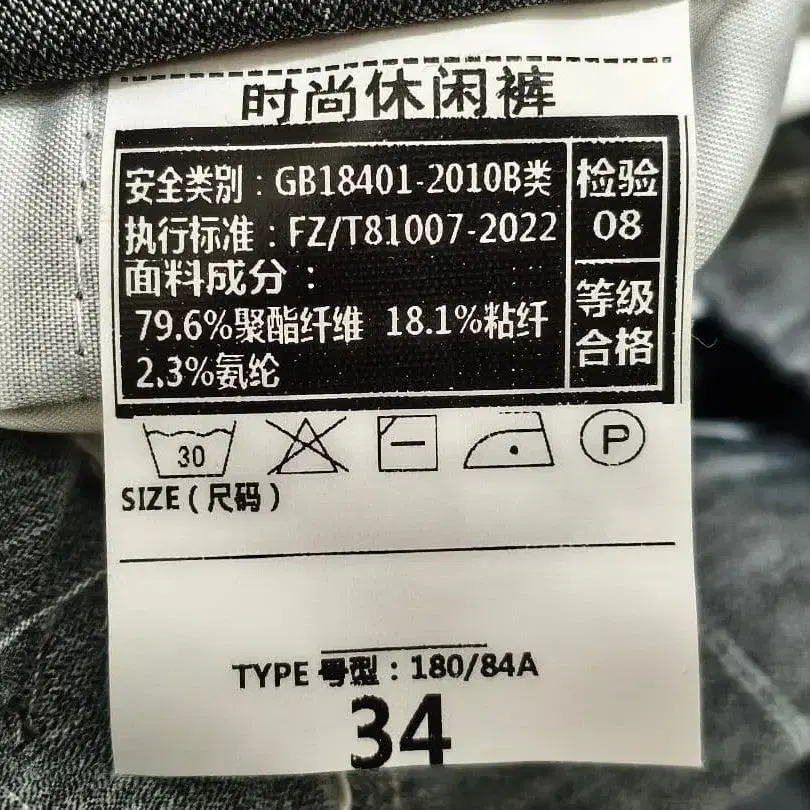 时尚休闲裤
安全类别：GB18401-2010B类
执行标准：FZ/T81007-2022
面料成分：
79.6%聚酯纤维 18.1%粘纤
2.3%氨纶
检验
08
等级
合格
30
P
SIZE(尺码)
TYPE 号型：180/84A
34